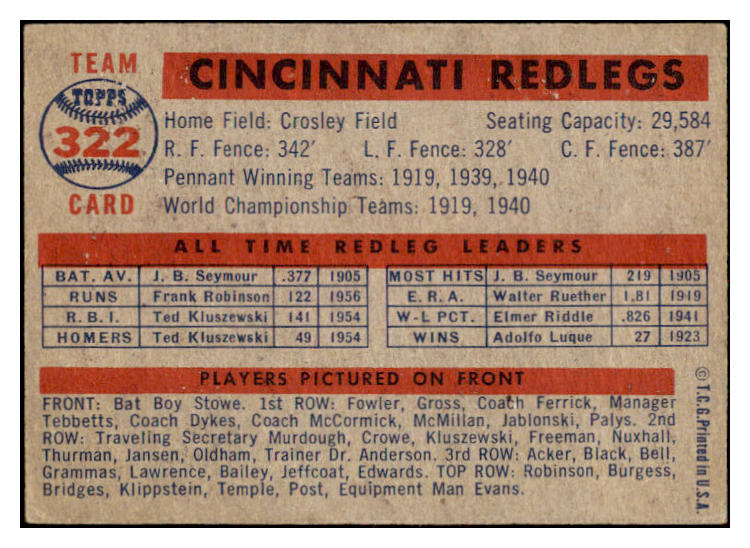 TEAM
CINCINNATI REDLEGS
TOPPS
322
CARD
Home Field: Crosley Field Seating Capacity: 29,584
R. F. Fence: 342′ L. F. Fence: 328′ C. F. Fence: 387′
Pennant Winning Teams: 1919, 1939, 1940
World Championship Teams: 1919, 1940
ALL TIME REDLEG LEADERS
BAT. AV. J. B. Seymour .377 1905 MOST HITS J. B. Seymour 219 1905
RUNS Frank Robinson 122 1956 E. R. A. Walter Ruether 1.81 1919
R. B. I. Ted Kluszewski 141 1954 W-L PCT. Elmer Riddle .826 1941
HOMERS Ted Kluszewski 49 1954 WINS Adolfo Luque 27 1923
PLAYERS PICTURED ON FRONT
FRONT: Bat Boy Stowe. 1st ROW: Fowler, Gross, Coach Ferrick, Manager
Tebbetts, Coach Dykes, Coach McCormick, McMillan, Jablonski, Palys. 2nd
ROW: Traveling Secretary Murdough, Crowe, Kluszewski, Freeman, Nuxhall,
Thurman, Jansen, Oldham, Trainer Dr. Anderson. 3rd ROW: Acker, Black, Bell,
Grammas, Lawrence, Bailey, Jeffcoat, Edwards. TOP ROW: Robinson, Burgess,
Bridges, Klippstein, Temple, Post, Equipment Man Evans.
© T.C.G. Printed in U.S.A.